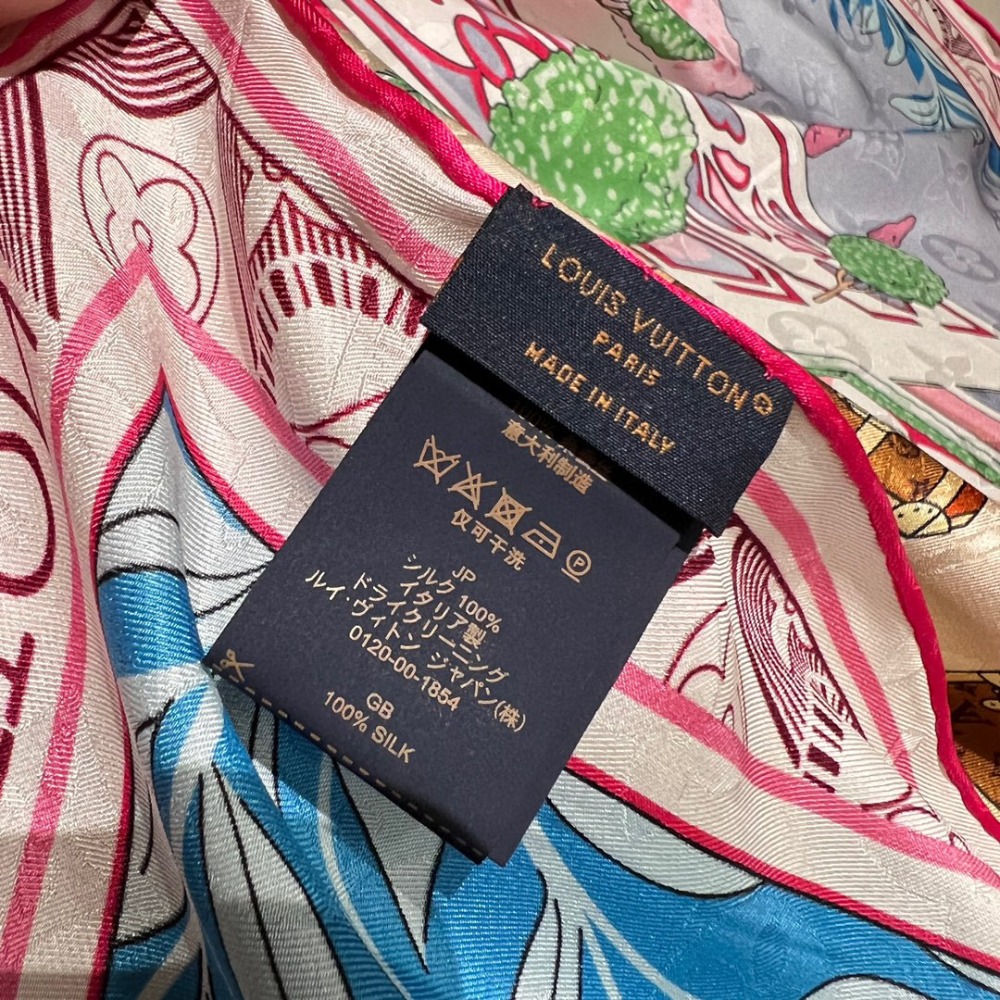 LOUIS VUITTON®
PARIS
MADE IN ITALY
意大利制造
P
仅可干洗
JP
シルク 100%
イタリア製
ドライクリーニング
ルイ・ヴィトン ジャパン(株)
0120-00-1854
GB
100% SILK